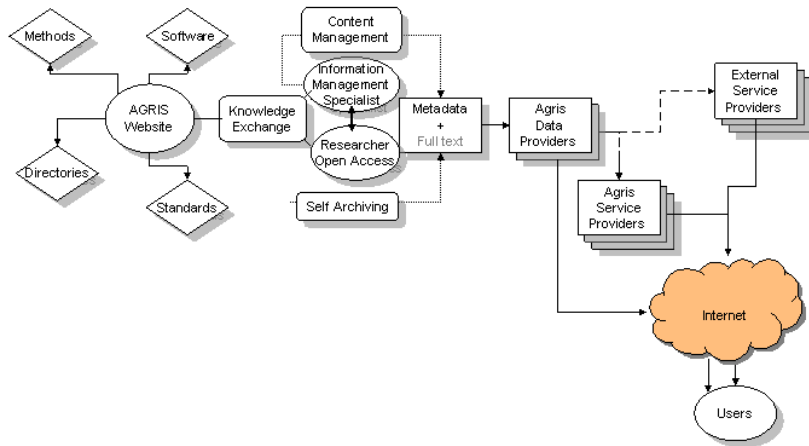 Methods
Software
AGRIS
Website
Directories
Standards
Knowledge
Exchange
Content
Management
Information
Management
Specialist
Researcher
Open Access
Self Archiving
Metadata
+
Full text
Agris
Data
Providers
External
Service
Providers
Agris
Service
Providers
Internet
Users